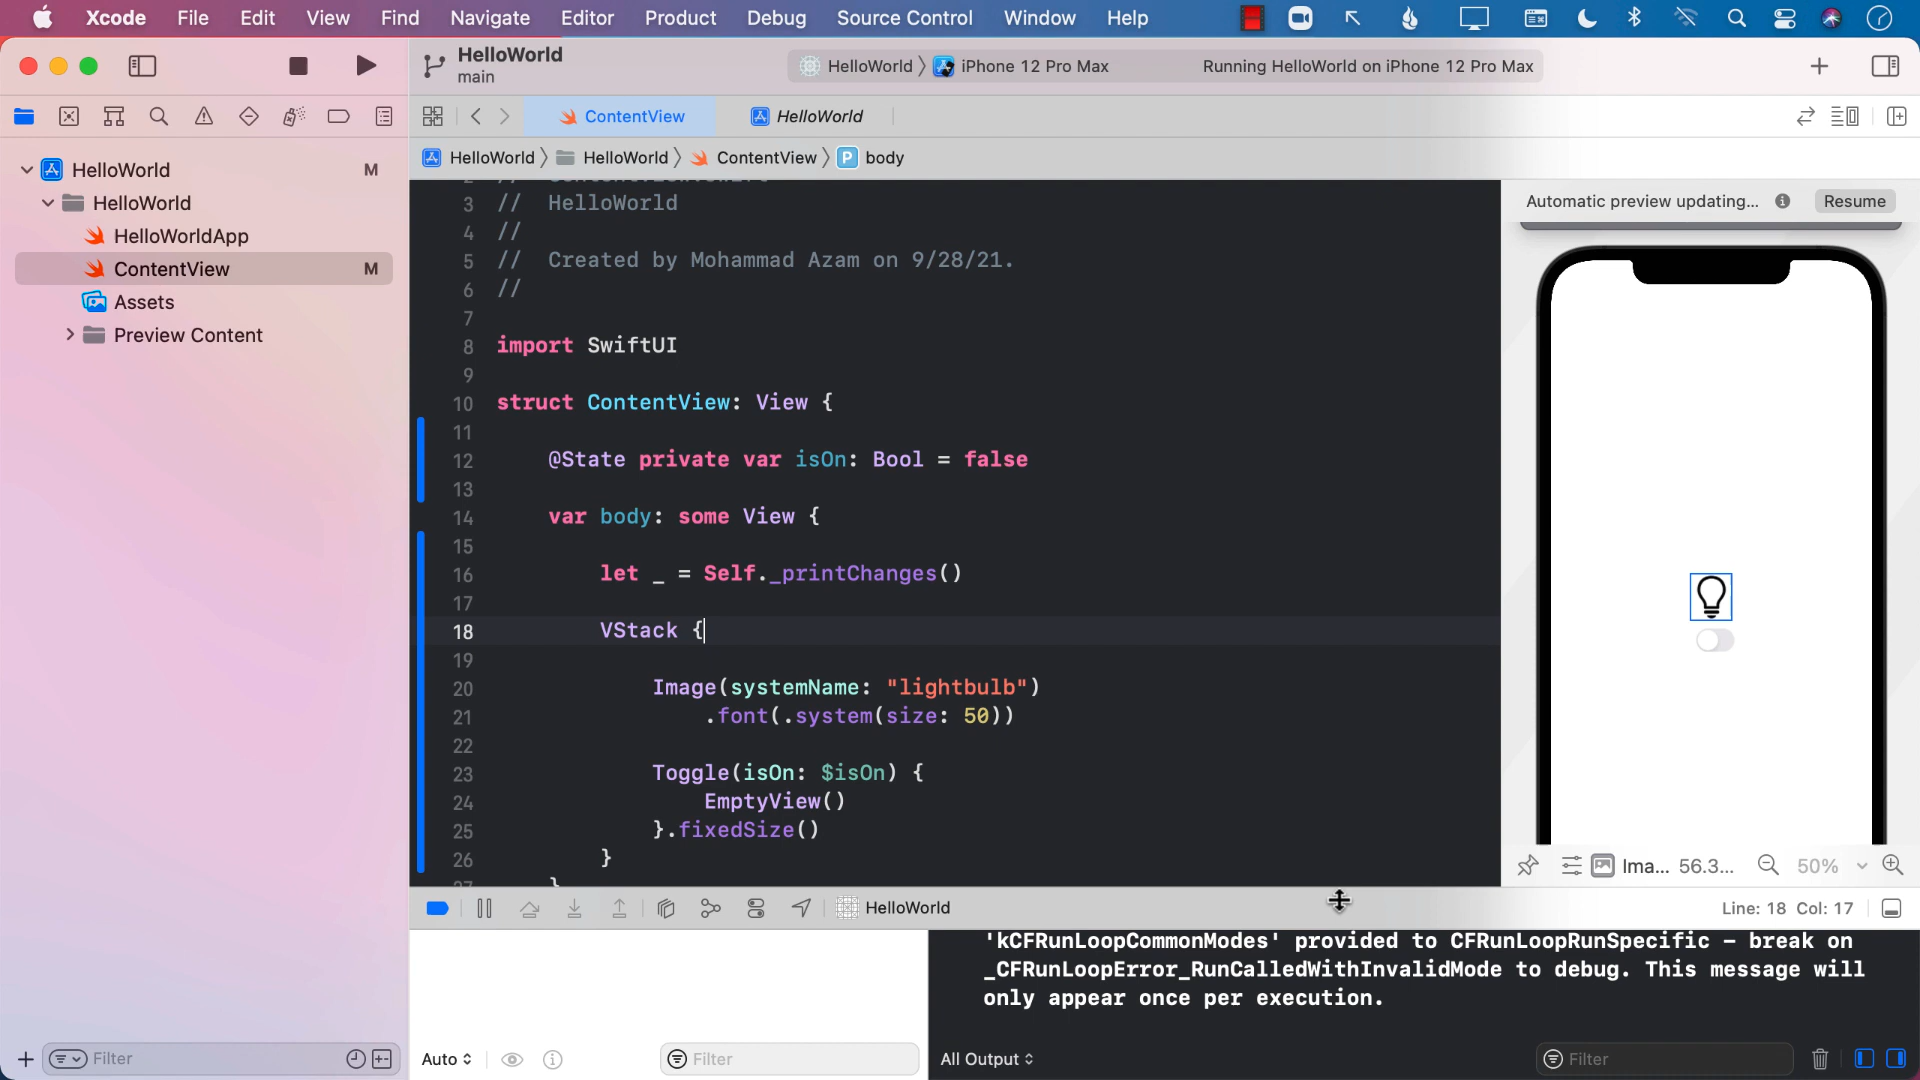 Xcode File Edit View Find Navigate Editor Product Debug Source Control Window Help
HelloWorld
main
HelloWorld iPhone 12 Pro Max Running HelloWorld on iPhone 12 Pro Max
ContentView HelloWorld
HelloWorld HelloWorld ContentView P body
HelloWorld M
HelloWorld
HelloWorldApp
ContentView M
Assets
Preview Content
3 // HelloWorld
4 //
5 // Created by Mohammad Azam on 9/28/21.
6 //
7
8 import SwiftUI
9
10 struct ContentView: View {
11
12 @State private var isOn: Bool = false
13
14 var body: some View {
15
16 let _ = Self._printChanges()
17
18 VStack {
19
20 Image(systemName: "lightbulb")
21 .font(.system(size: 50))
22
23 Toggle(isOn: $isOn) {
24 EmptyView()
25 }.fixedSize()
26 }
27 }
Automatic preview updating... Resume
Ima... 56.3... 50%
HelloWorld Line: 18 Col: 17
'kCFRunLoopCommonModes' provided to CFRunLoopRunSpecific – break on
_CFRunLoopError_RunCalledWithInvalidMode to debug. This message will
only appear once per execution.
Filter Auto Filter All Output Filter